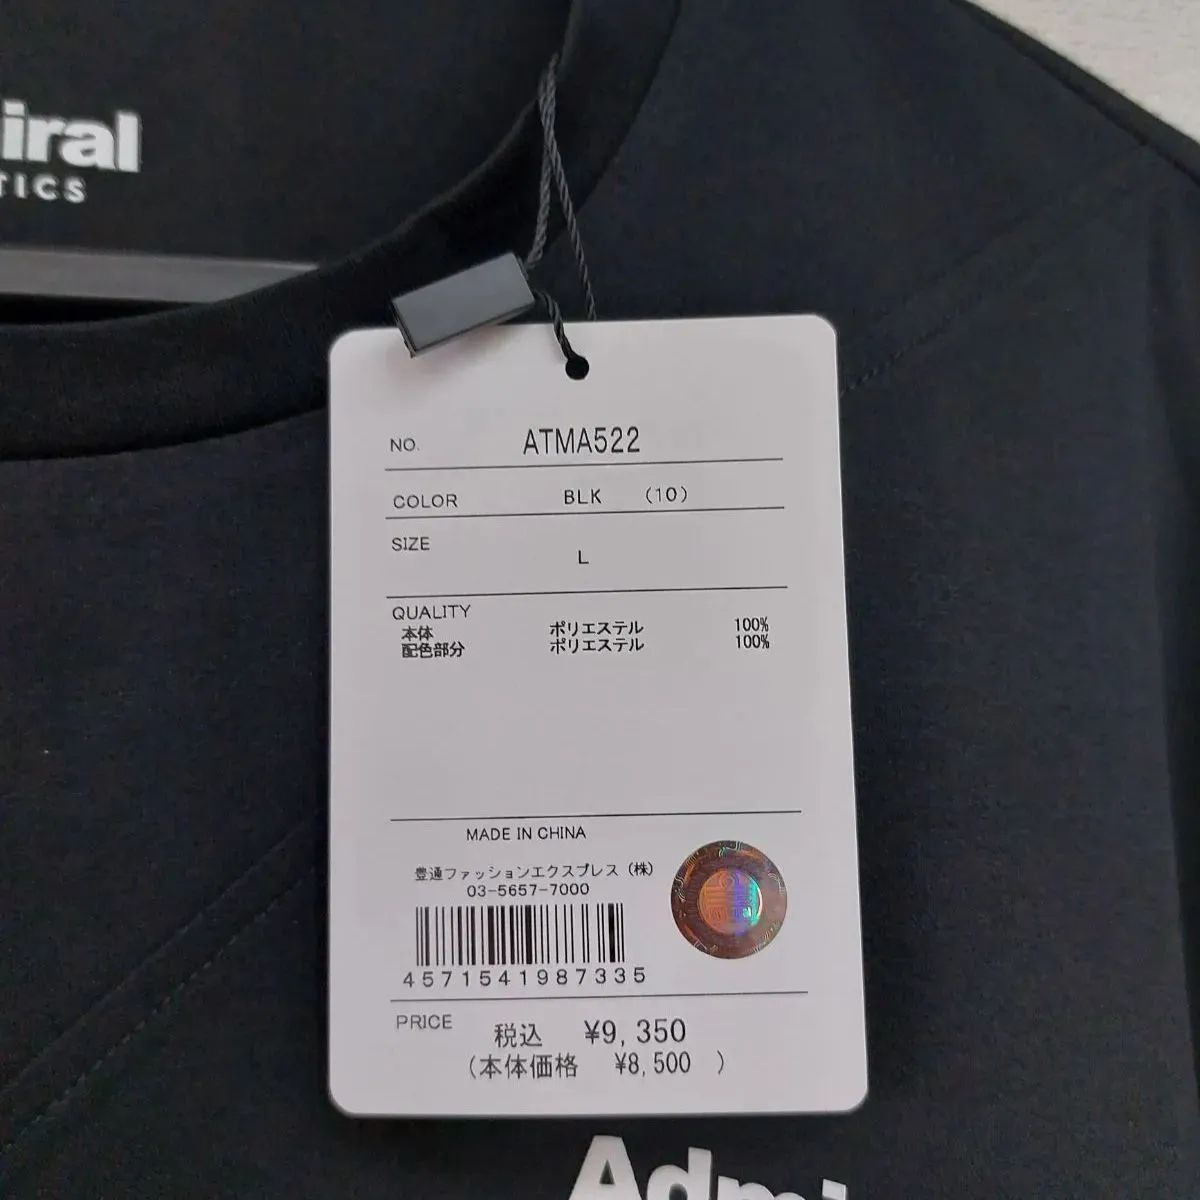 iral
TICS
NO. ATMA522
COLOR BLK (10)
SIZE L
QUALITY
本体 ポリエステル 100%
配色部分 ポリエステル 100%
MADE IN CHINA
豊通ファッションエクスプレス(株)
03-5657-7000
4571541987335
PRICE 税込 ¥9,350
(本体価格 ¥8,500 )
Admi